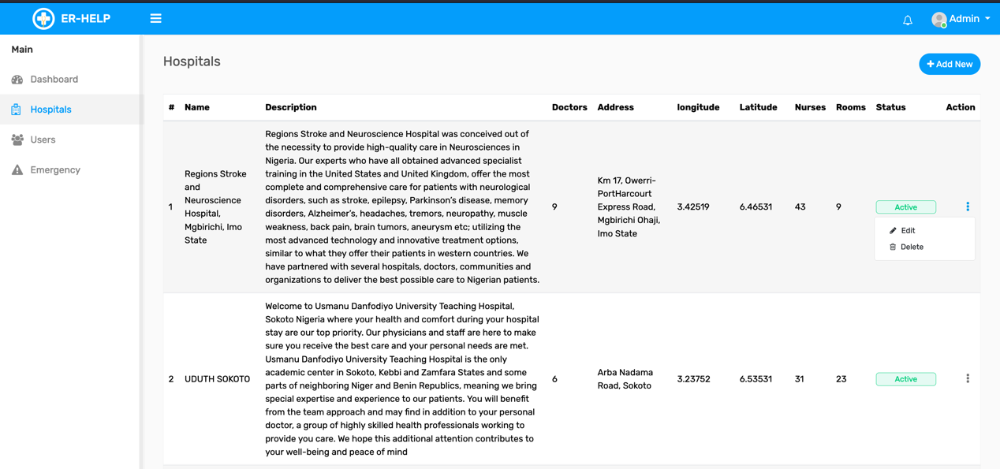 ER-HELP
Admin
Main
Dashboard
Hospitals
Users
Emergency
Hospitals
+ Add New
# Name Description Doctors Address longitude Latitude Nurses Rooms Status Action
1
Regions Stroke
and
Neuroscience
Hospital,
Mgbirichi, Imo
State
Regions Stroke and Neuroscience Hospital was conceived out of
the necessity to provide high-quality care in Neurosciences in
Nigeria. Our experts who have all obtained advanced specialist
training in the United States and United Kingdom, offer the most
complete and comprehensive care for patients with neurological
disorders, such as stroke, epilepsy, Parkinson’s disease, memory
disorders, Alzheimer’s, headaches, tremors, neuropathy, muscle
weakness, back pain, brain tumors, aneurysm etc; utilizing the
most advanced technology and innovative treatment options,
similar to what they offer their patients in western countries. We
have partnered with several hospitals, doctors, communities and
organizations to deliver the best possible care to Nigerian patients.
9
Km 17, Owerri-
PortHarcourt
Express Road,
Mgbirichi Ohaji,
Imo State
3.42519
6.46531
43
9
Active
Edit
Delete
2
UDUTH SOKOTO
Welcome to Usmanu Danfodiyo University Teaching Hospital,
Sokoto Nigeria where your health and comfort during your hospital
stay are our top priority. Our physicians and staff are here to make
sure you receive the best care and your personal needs are met.
Usmanu Danfodiyo University Teaching Hospital is the only
academic center in Sokoto, Kebbi and Zamfara States and some
parts of neighboring Niger and Benin Republics, meaning we bring
special expertise and experience to our patients. You will benefit
from the team approach and may find in addition to your personal
doctor, a group of highly skilled health professionals working to
provide you care. We hope this additional attention contributes to
your well-being and peace of mind
6
Arba Nadama
Road, Sokoto
3.23752
6.53531
31
23
Active